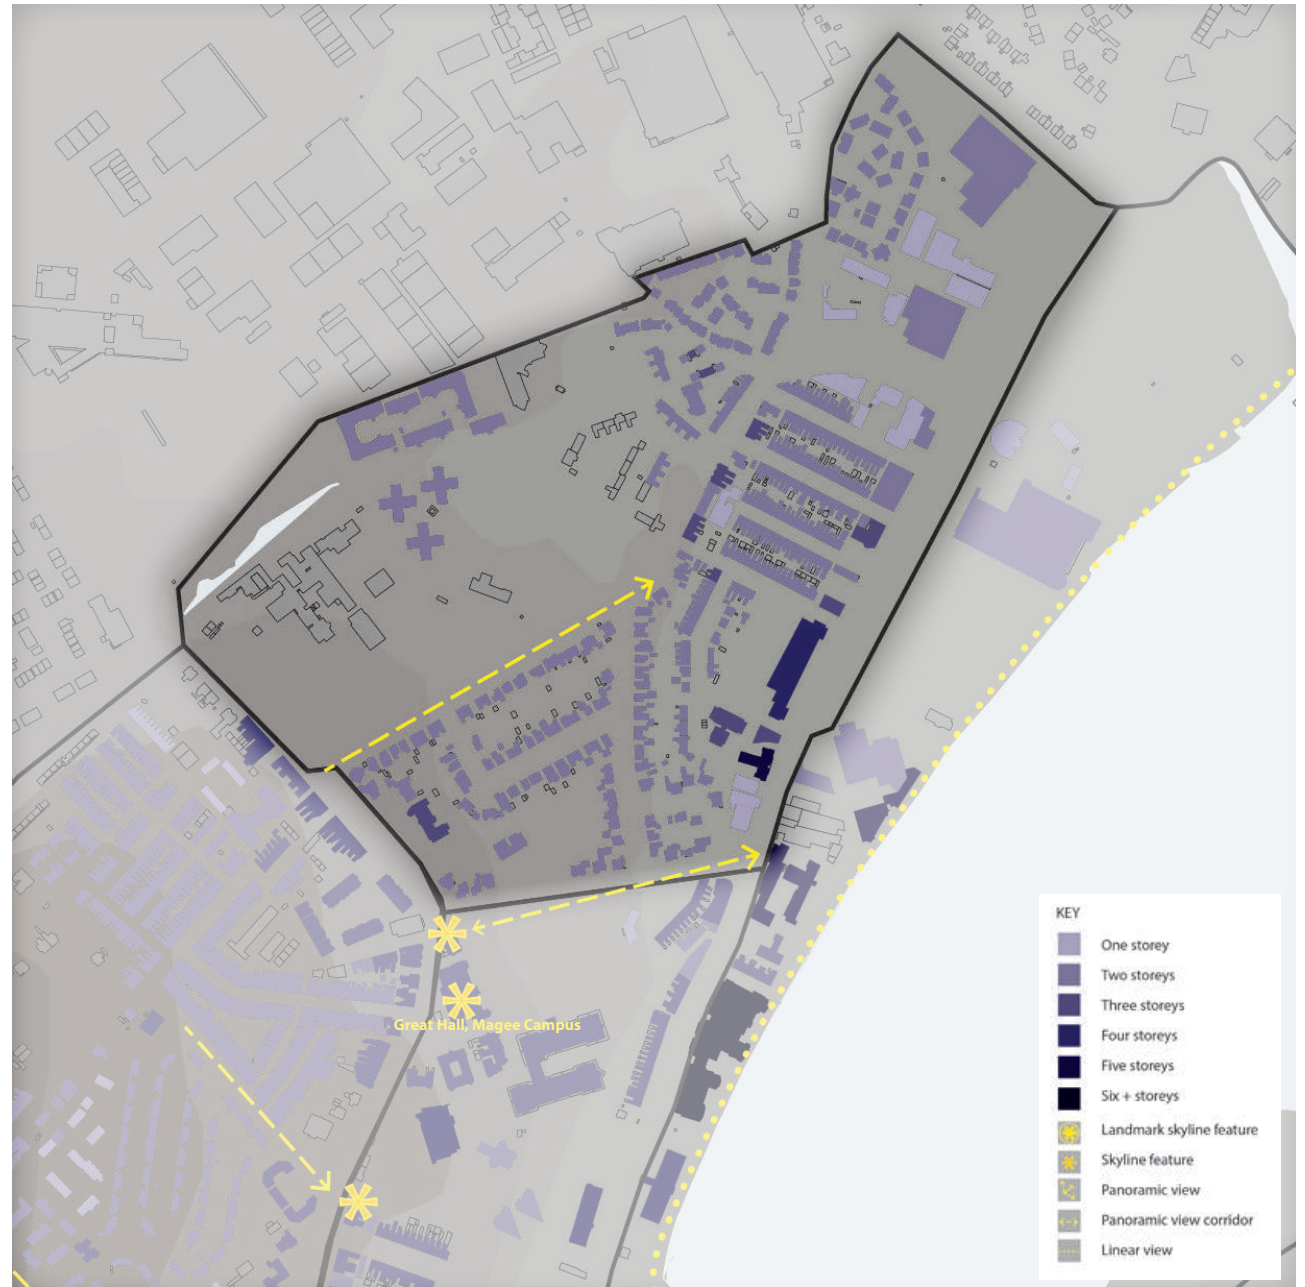 Great Hall, Magee Campus
KEY
One storey
Two storeys
Three storeys
Four storeys
Five storeys
Six + storeys
Landmark skyline feature
Skyline feature
Panoramic view
Panoramic view corridor
Linear view